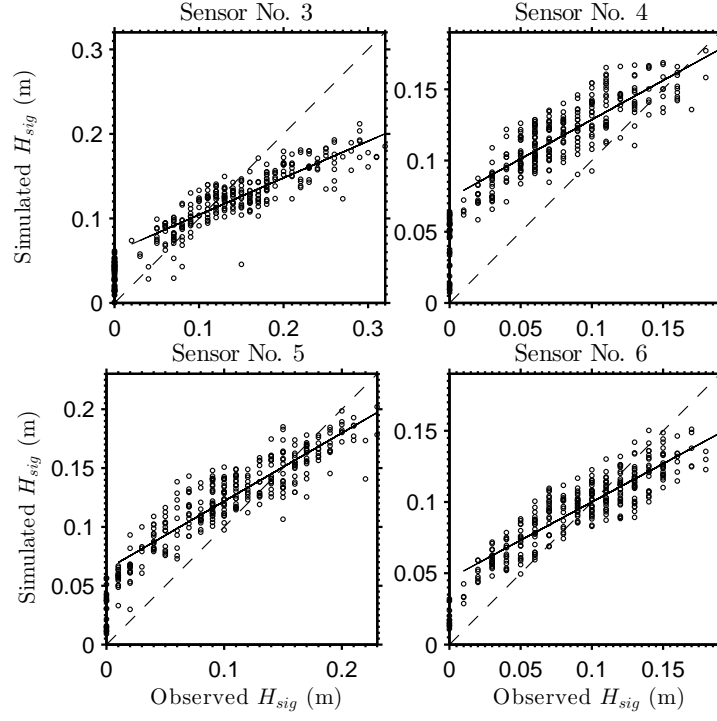 Sensor No. 3
Sensor No. 4
0.3
0.2
0.1
0
Simulated H_sig (m)
0.15
0.1
0.05
0
0 0.1 0.2 0.3
0 0.05 0.1 0.15
Sensor No. 5
Sensor No. 6
0.2
0.15
0.1
0.05
0
Simulated H_sig (m)
0.15
0.1
0.05
0
0 0.1 0.2
0 0.05 0.1 0.15
Observed H_sig (m)
Observed H_sig (m)